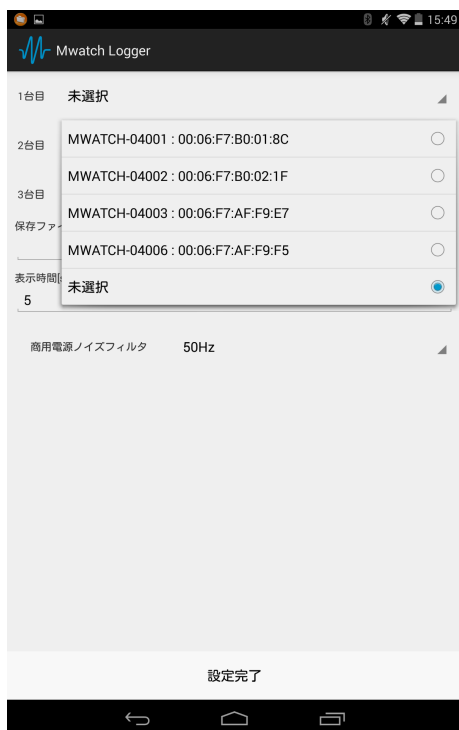 15:49
Mwatch Logger
1台目 未選択
MWATCH-04001 : 00:06:F7:B0:01:8C
2台目
MWATCH-04002 : 00:06:F7:B0:02:1F
3台目
MWATCH-04003 : 00:06:F7:AF:F9:E7
保存ファイ
MWATCH-04006 : 00:06:F7:AF:F9:F5
表示時間[
未選択
5
商用電源ノイズフィルタ 50Hz
設定完了